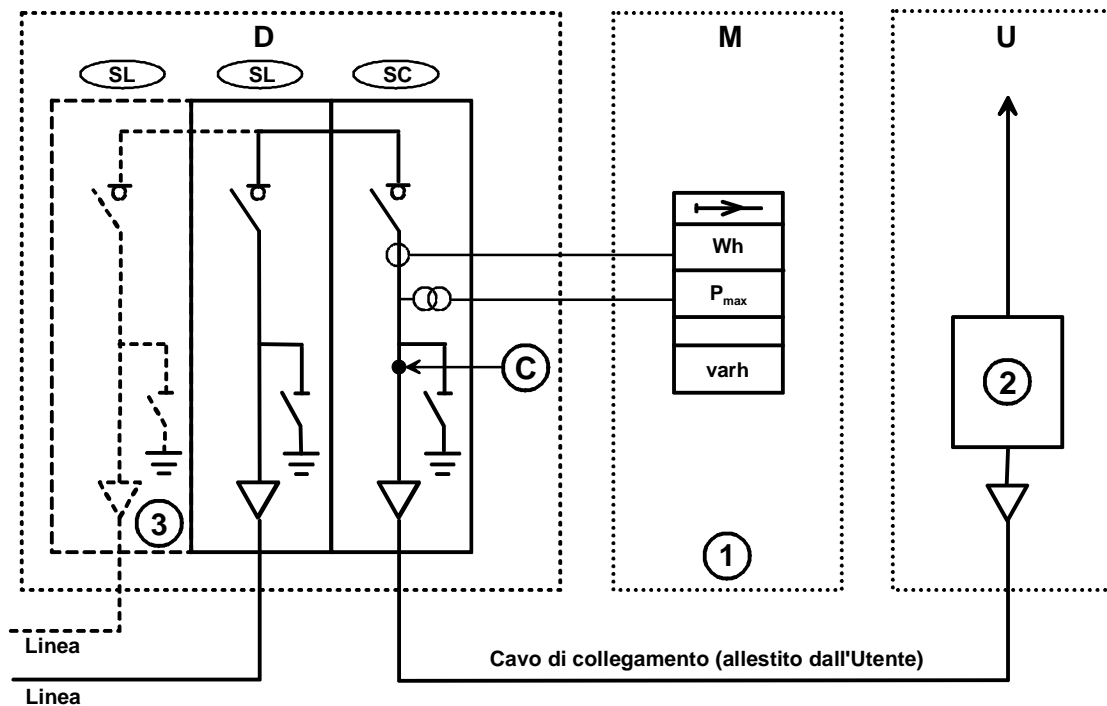 D
M
U
SL
SL
SC
Wh
Pmax
varh
C
2
3
1
Linea
Cavo di collegamento (allestito dall'Utente)
Linea